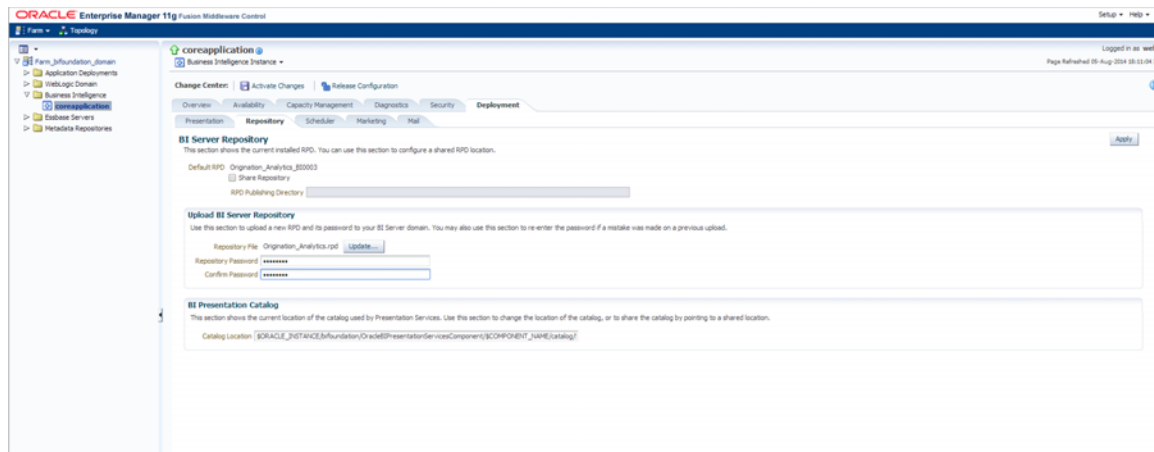 ORACLE Enterprise Manager 11g Fusion Middleware Control
Setup Help
Farm Topology
Farm_bifoundation_domain
Application Deployments
WebLogic Domain
Business Intelligence
coreapplication
Essbase Servers
Metadata Repositories
coreapplication
Logged in as
Business Intelligence Instance
Page Refreshed 05-Aug-2014
Change Center: Activate Changes Release Configuration
Overview Availability Capacity Management Diagnostics Security Deployment
Presentation Repository Scheduler Marketing Mail
BI Server Repository
Apply
This section shows the current installed RPD. You can use this section to configure a shared RPD location.
Default RPD Origination_Analytics_BI0003
Share Repository
RPD Publishing Directory
Upload BI Server Repository
Use this section to upload a new RPD and its password to your BI Server domain. You may also use this section to re-enter the password if a mistake was made on a previous upload.
Repository File Origination_Analytics.rpd Update...
Repository Password ••••••••
Confirm Password ••••••••
BI Presentation Catalog
This section shows the current location of the catalog used by Presentation Services. Use this section to change the location of the catalog, or to share the catalog by pointing to a shared location.
Catalog Location $ORACLE_INSTANCE/bifoundation/OracleBIPresentationServicesComponent/$COMPONENT_NAME/catalog/